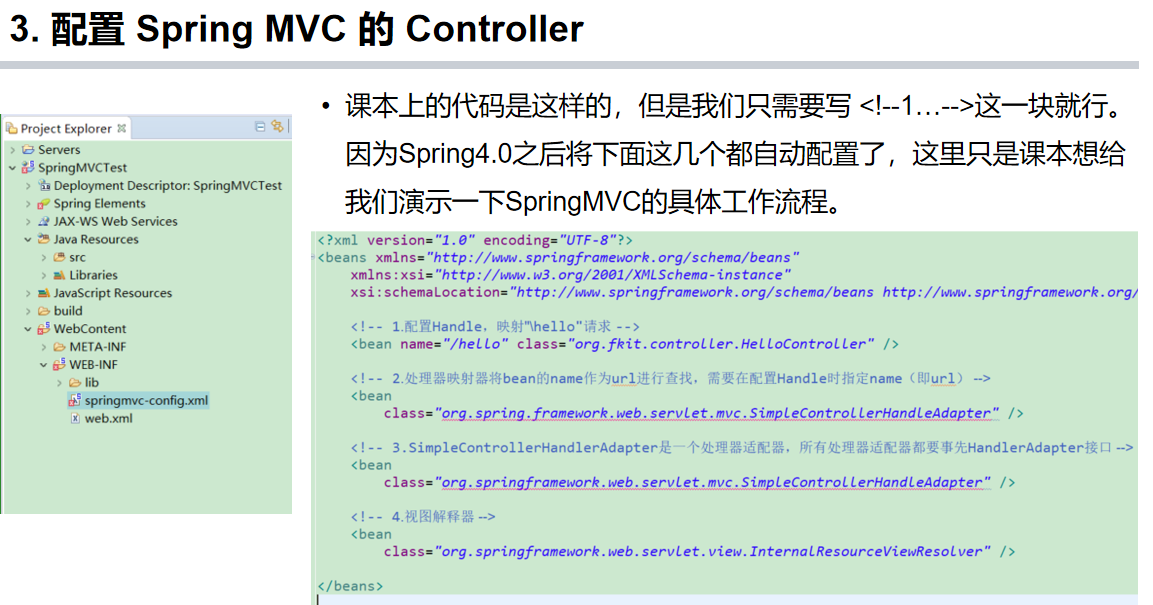 3. 配置 Spring MVC 的 Controller
• 课本上的代码是这样的，但是我们只需要写 <!--1…-->这一块就行。
因为Spring4.0之后将下面这几个都自动配置了，这里只是课本想给
我们演示一下SpringMVC的具体工作流程。
Project Explorer
Servers
SpringMVCTest
Deployment Descriptor: SpringMVCTest
Spring Elements
JAX-WS Web Services
Java Resources
src
Libraries
JavaScript Resources
build
WebContent
META-INF
WEB-INF
lib
springmvc-config.xml
web.xml
<?xml version="1.0" encoding="UTF-8"?>
<beans xmlns="http://www.springframework.org/schema/beans"
xmlns:xsi="http://www.w3.org/2001/XMLSchema-instance"
xsi:schemaLocation="http://www.springframework.org/schema/beans http://www.springframework.org/
<!-- 1.配置Handle，映射"\hello"请求 -->
<bean name="/hello" class="org.fkit.controller.HelloController" />
<!-- 2.处理器映射器将bean的name作为url进行查找，需要在配置Handle时指定name（即url） -->
<bean
class="org.spring.framework.web.servlet.mvc.SimpleControllerHandleAdapter" />
<!-- 3.SimpleControllerHandlerAdapter是一个处理器适配器，所有处理器适配器都要事先HandlerAdapter接口 -->
<bean
class="org.springframework.web.servlet.mvc.SimpleControllerHandleAdapter" />
<!-- 4.视图解释器 -->
<bean
class="org.springframework.web.servlet.view.InternalResourceViewResolver" />
</beans>